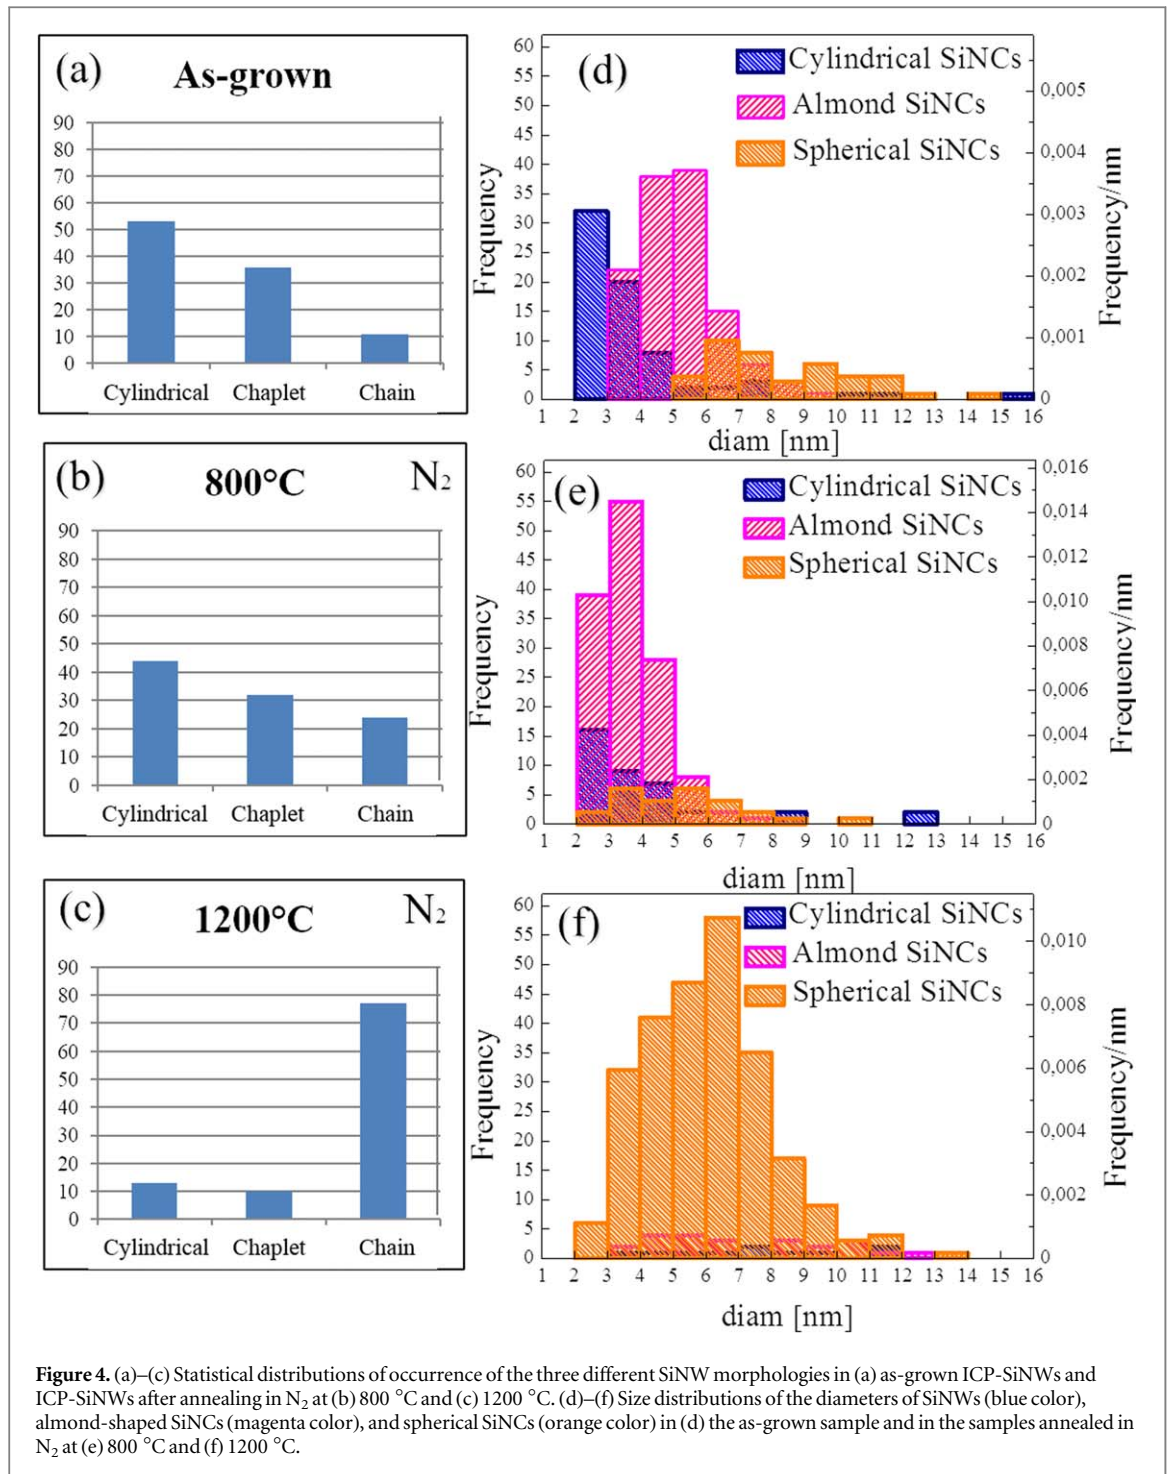 (a)
As-grown
90
80
70
60
50
40
30
20
10
0
Cylindrical Chaplet Chain
(d)
Cylindrical SiNCs
Almond SiNCs
Spherical SiNCs
Frequency
60
55
50
45
40
35
30
25
20
15
10
5
0
1 2 3 4 5 6 7 8 9 10 11 12 13 14 15 16
diam [nm]
0,005
0,004
0,003
0,002
0,001
0
Frequency/nm
(b)
800°C N₂
90
80
70
60
50
40
30
20
10
0
Cylindrical Chaplet Chain
(e)
Cylindrical SiNCs
Almond SiNCs
Spherical SiNCs
Frequency
60
55
50
45
40
35
30
25
20
15
10
5
0
1 2 3 4 5 6 7 8 9 10 11 12 13 14 15 16
diam [nm]
0,016
0,014
0,012
0,010
0,008
0,006
0,004
0,002
0
Frequency/nm
(c)
1200°C N₂
90
80
70
60
50
40
30
20
10
0
Cylindrical Chaplet Chain
(f)
Cylindrical SiNCs
Almond SiNCs
Spherical SiNCs
Frequency
60
55
50
45
40
35
30
25
20
15
10
5
0
1 2 3 4 5 6 7 8 9 10 11 12 13 14 15 16
diam [nm]
0,010
0,008
0,006
0,004
0,002
0
Frequency/nm
Figure 4. (a)–(c) Statistical distributions of occurrence of the three different SiNW morphologies in (a) as-grown ICP-SiNWs and
ICP-SiNWs after annealing in N₂ at (b) 800 °C and (c) 1200 °C. (d)–(f) Size distributions of the diameters of SiNWs (blue color),
almond-shaped SiNCs (magenta color), and spherical SiNCs (orange color) in (d) the as-grown sample and in the samples annealed in
N₂ at (e) 800 °C and (f) 1200 °C.